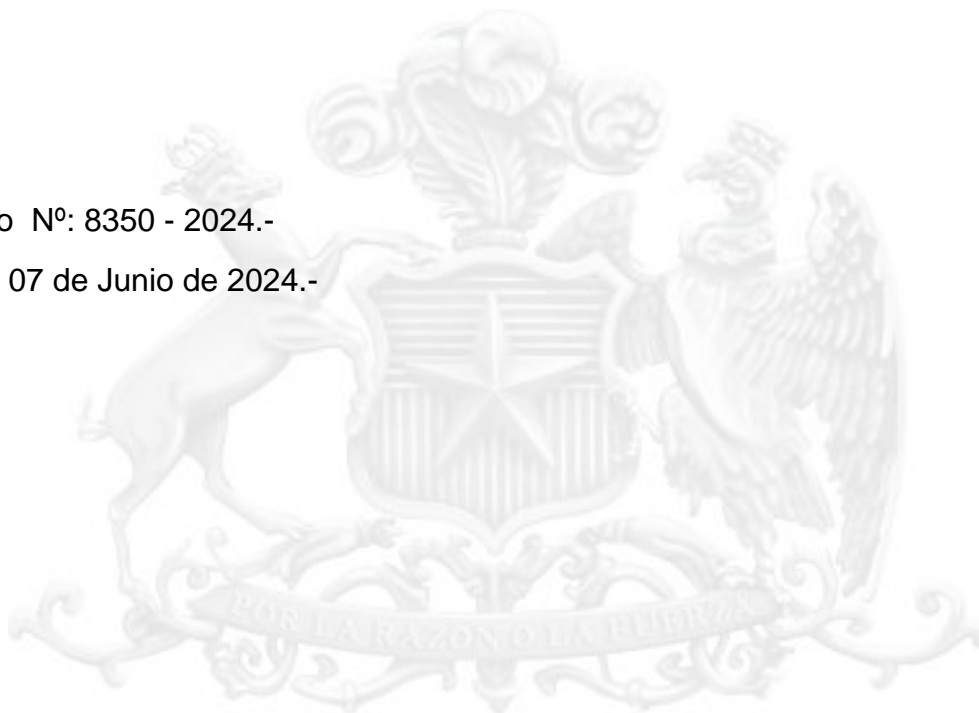 o Nº: 8350 - 2024.-
07 de Junio de 2024.-
POR LA RAZON O LA FUERZA